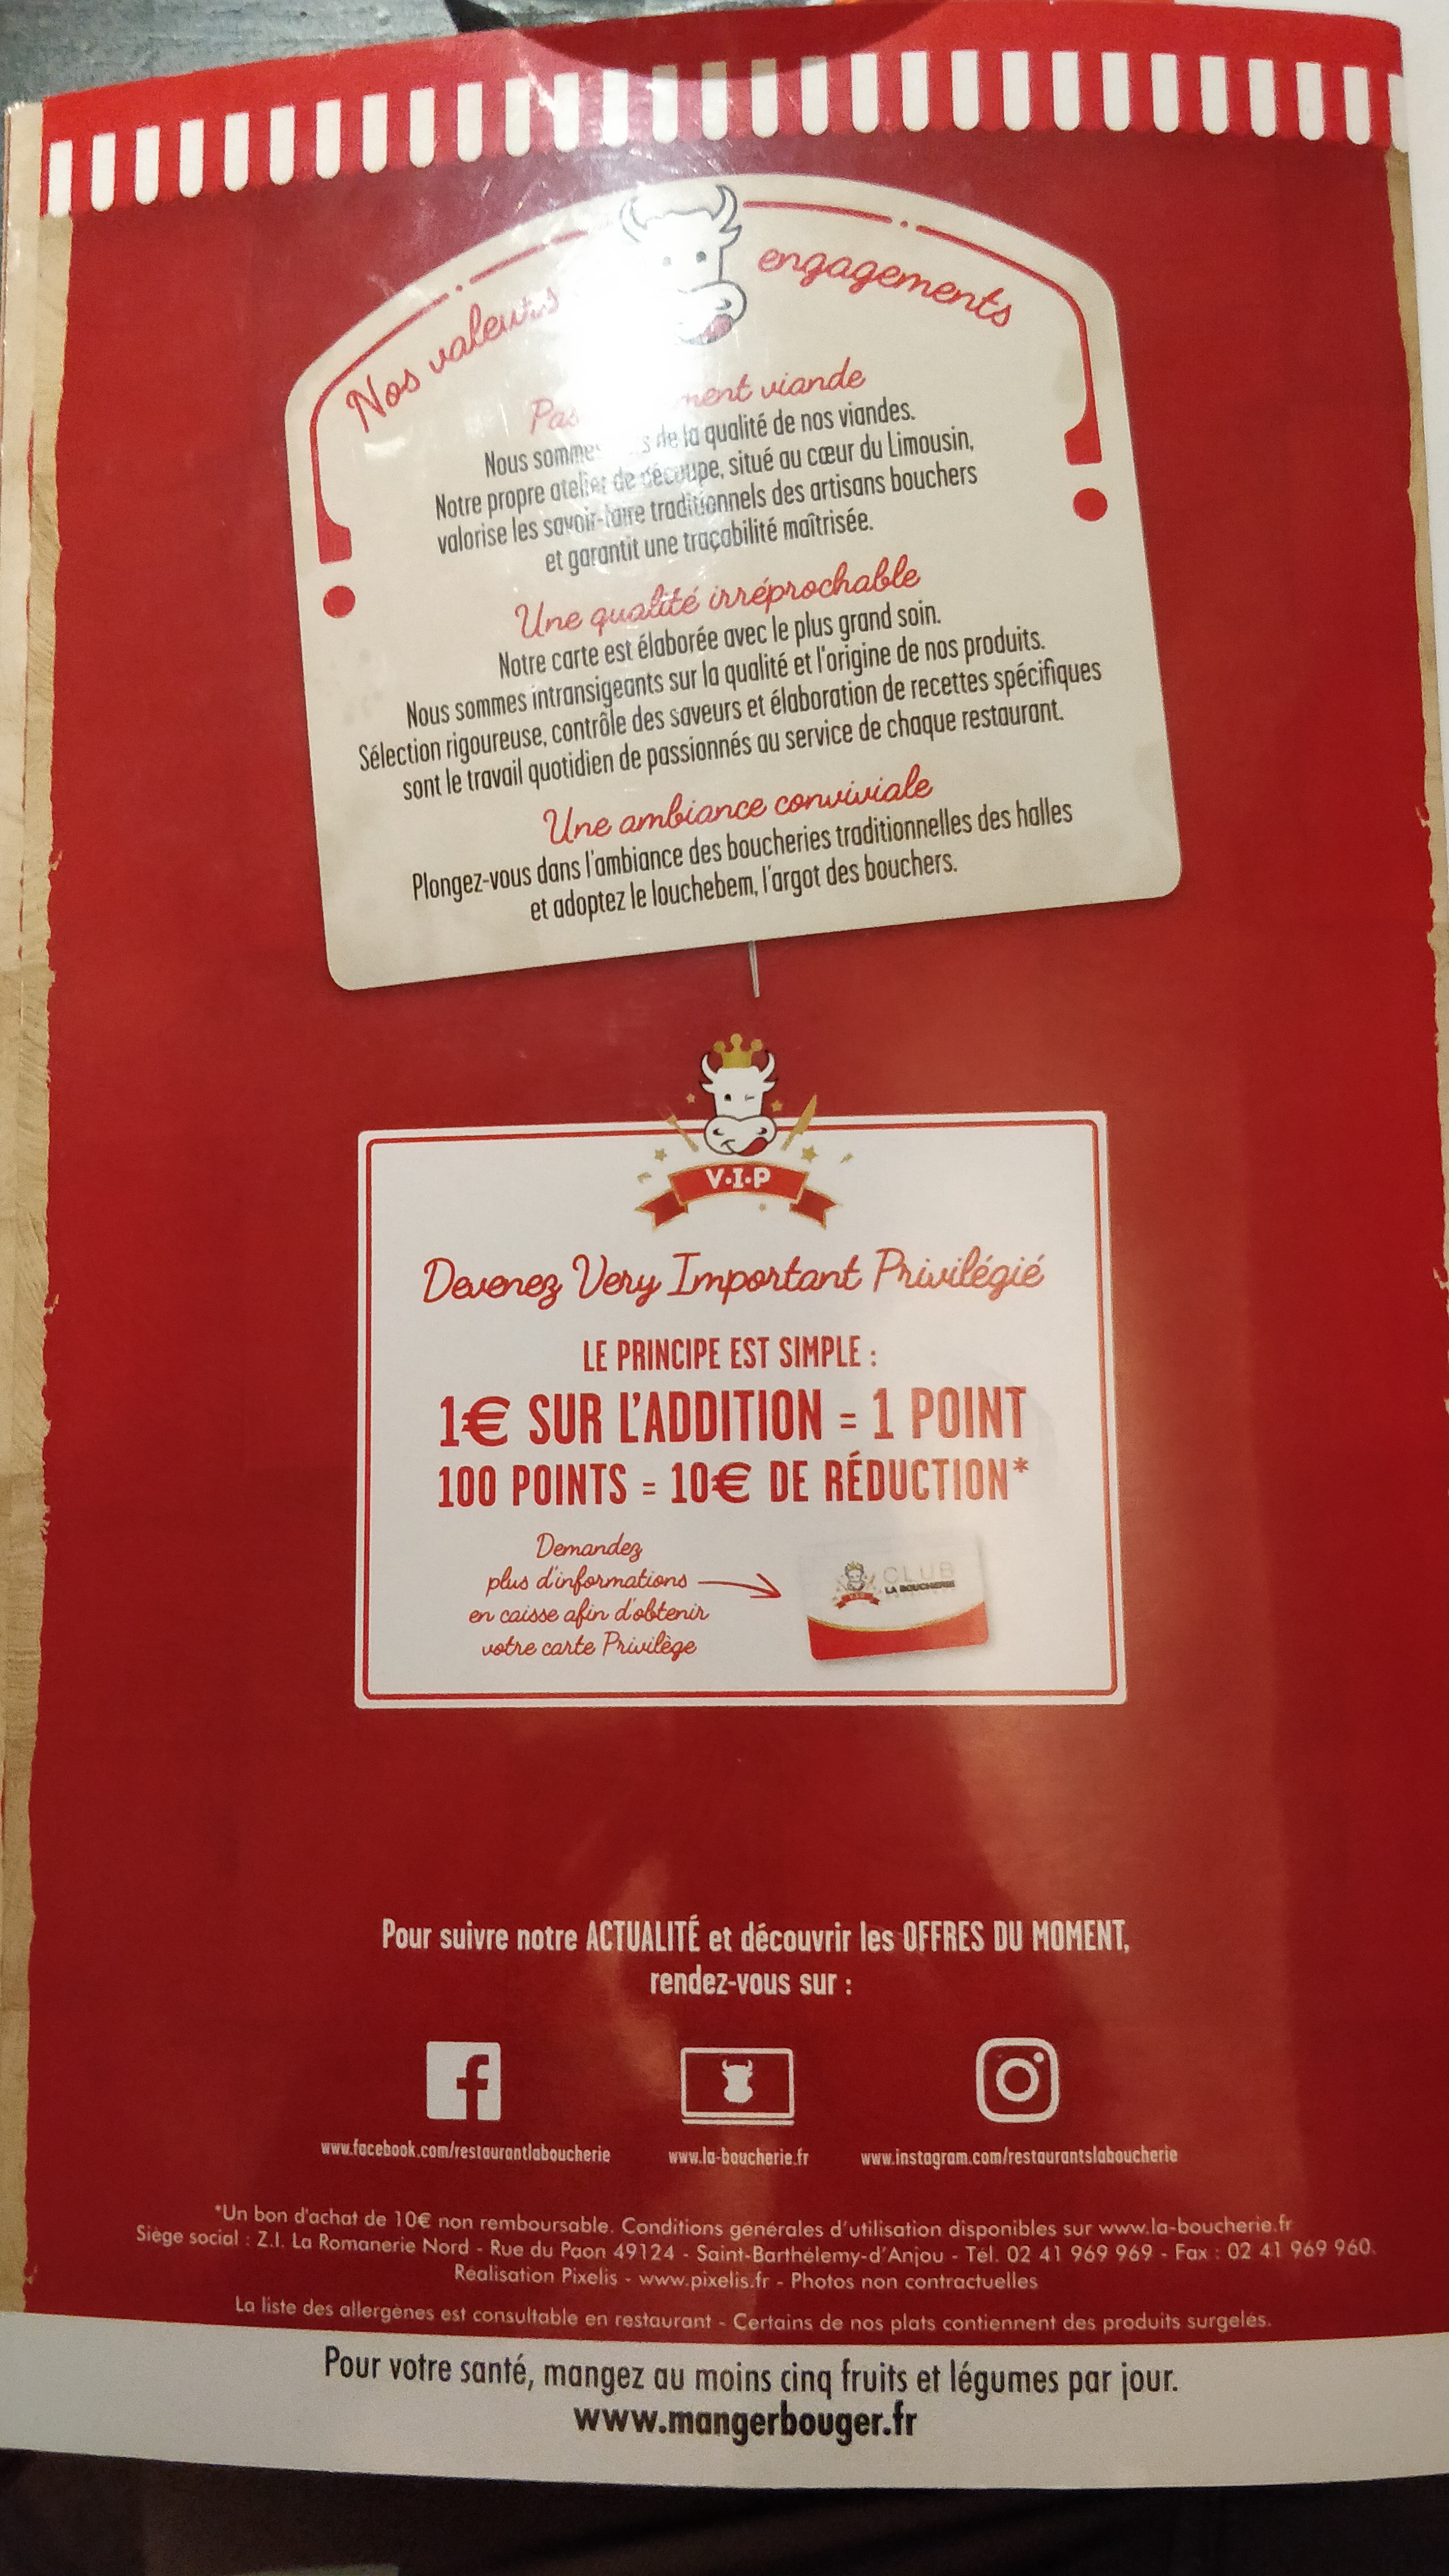 Nos valeurs
engagements
Pas
viande
Nous sommes
de la qualité de nos viandes.
Notre propre atelier de découpe, situé au cœur du Limousin,
valorise les savoir-faire traditionnels des artisans bouchers
et garantit une traçabilité maîtrisée.
Une qualité irréprochable
Notre carte est élaborée avec le plus grand soin.
Nous sommes intransigeants sur la qualité et l'origine de nos produits.
Sélection rigoureuse, contrôle des saveurs et élaboration de recettes spécifiques
sont le travail quotidien de passionnés au service de chaque restaurant.
Une ambiance conviviale
Plongez-vous dans l'ambiance des boucheries traditionnelles des halles
et adoptez le louchebem, l'argot des bouchers.
V.I.P
Devenez Very Important Privilégié
LE PRINCIPE EST SIMPLE :
1€ SUR L'ADDITION = 1 POINT
100 POINTS = 10€ DE RÉDUCTION*
Demandez
plus d'informations
en caisse afin d'obtenir
votre carte Privilège
CLUB
LA BOUCHERIE
Pour suivre notre ACTUALITÉ et découvrir les OFFRES DU MOMENT,
rendez-vous sur :
www.facebook.com/restaurantlaboucherie
www.la-boucherie.fr
www.instagram.com/restaurantslaboucherie
*Un bon d'achat de 10€ non remboursable. Conditions générales d'utilisation disponibles sur www.la-boucherie.fr
Siège social : Z.I. La Romanerie Nord - Rue du Paon 49124 - Saint-Barthélemy-d'Anjou - Tél. 02 41 969 969 - Fax : 02 41 969 960.
Réalisation Pixelis - www.pixelis.fr - Photos non contractuelles
La liste des allergènes est consultable en restaurant - Certains de nos plats contiennent des produits surgelés.
Pour votre santé, mangez au moins cinq fruits et légumes par jour.
www.mangerbouger.fr